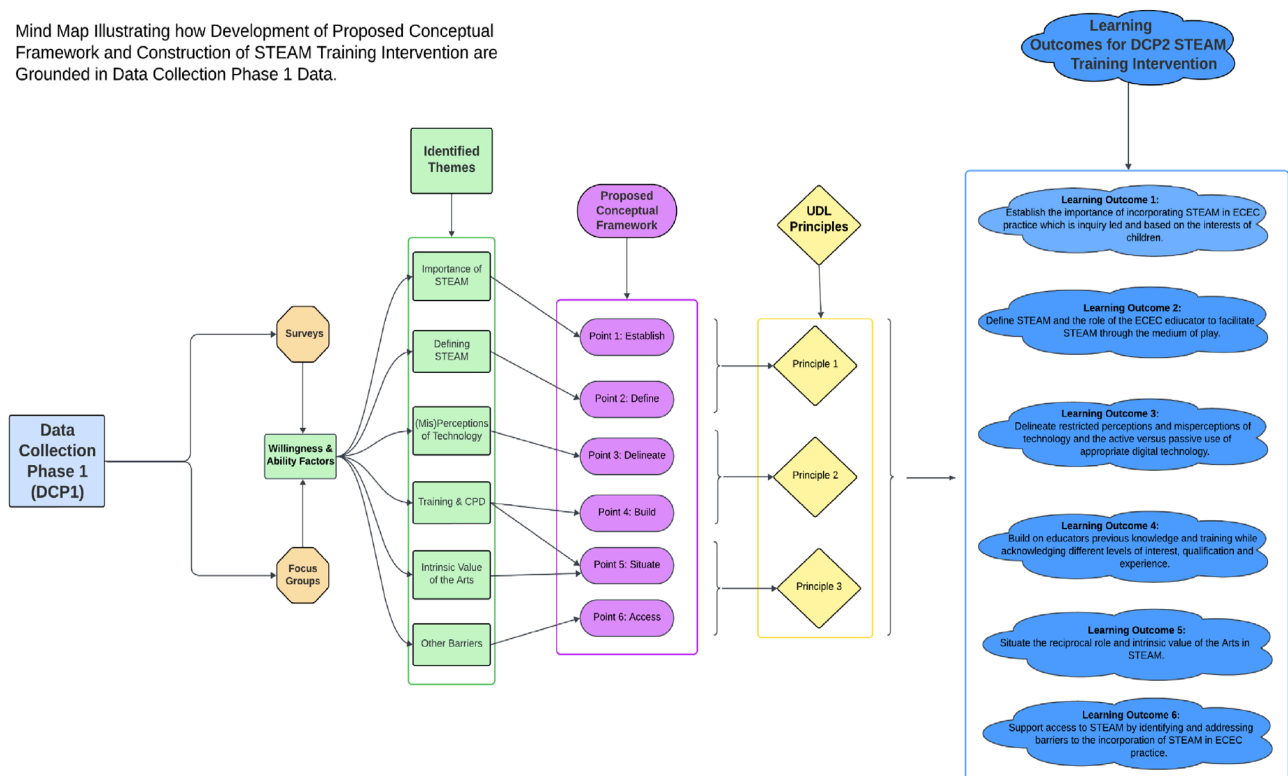 Mind Map Illustrating how Development of Proposed Conceptual
Framework and Construction of STEAM Training Intervention are
Grounded in Data Collection Phase 1 Data.
Learning
Outcomes for DCP2 STEAM
Training Intervention
Identified
Themes
Proposed
Conceptual
Framework
UDL
Principles
Data
Collection
Phase 1
(DCP1)
Surveys
Willingness &
Ability Factors
Focus
Groups
Importance of
STEAM
Defining
STEAM
(Mis)Perceptions
of Technology
Training & CPD
Intrinsic Value
of the Arts
Other Barriers
Point 1: Establish
Point 2: Define
Point 3: Delineate
Point 4: Build
Point 5: Situate
Point 6: Access
Principle 1
Principle 2
Principle 3
Learning Outcome 1:
Establish the importance of incorporating STEAM in ECEC
practice which is inquiry led and based on the interests of
children.
Learning Outcome 2:
Define STEAM and the role of the ECEC eduicator to facilitate
STEAM through the medium of play.
Learning Outcome 3:
Delineate restricted perceptions and misperceptions of
technology and the active versus passive use of
appropriate digital technology.
Learning Outcome 4:
Build on educators previous knowledge and training while
acknowledging different levels of interest, qualification and
experience.
Learning Outcome 5:
Situate the reciprocal role and intrinsic value of the Arts in
STEAM.
Learning Outcome 6:
Support access to STEAM by identifying and addressing
barriers to the incorporation of STEAM in ECEC
practice.